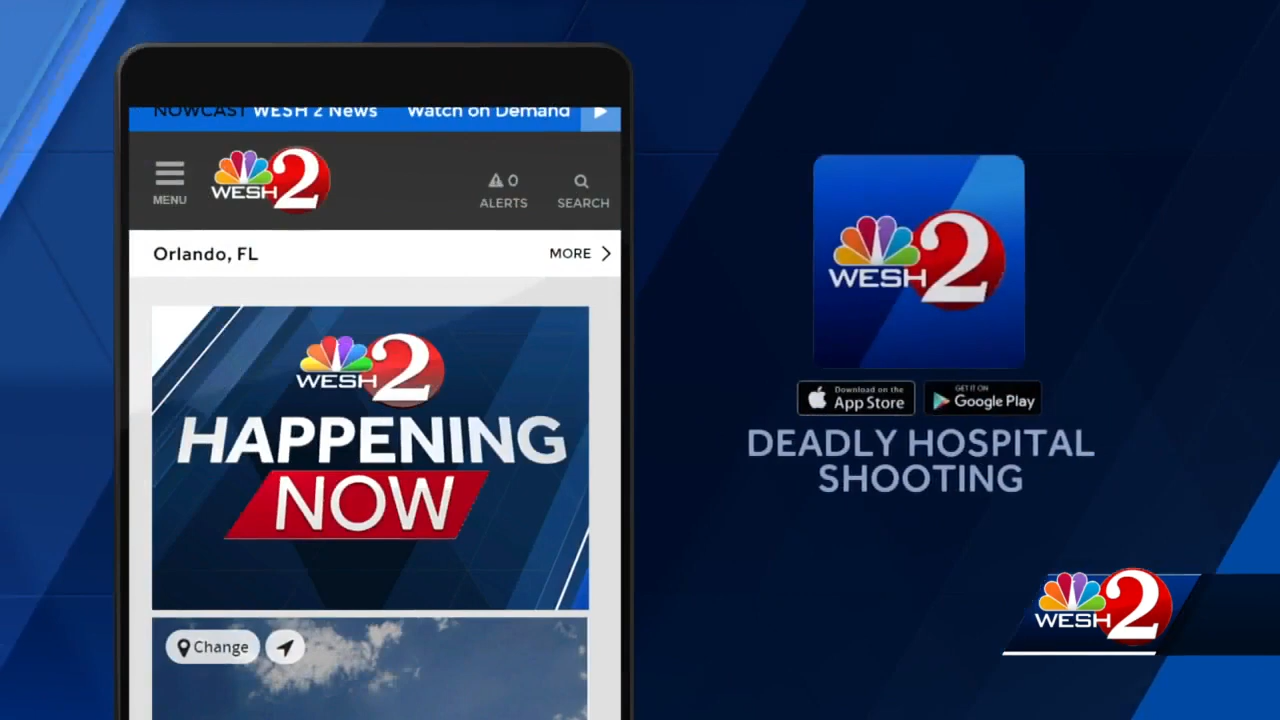 NOWCAST WESH 2 News Watch on Demand
MENU
WESH 2
0
ALERTS
SEARCH
Orlando, FL
MORE
WESH 2
HAPPENING
NOW
Change
WESH 2
Download on the
App Store
GET IT ON
Google Play
DEADLY HOSPITAL
SHOOTING
WESH 2